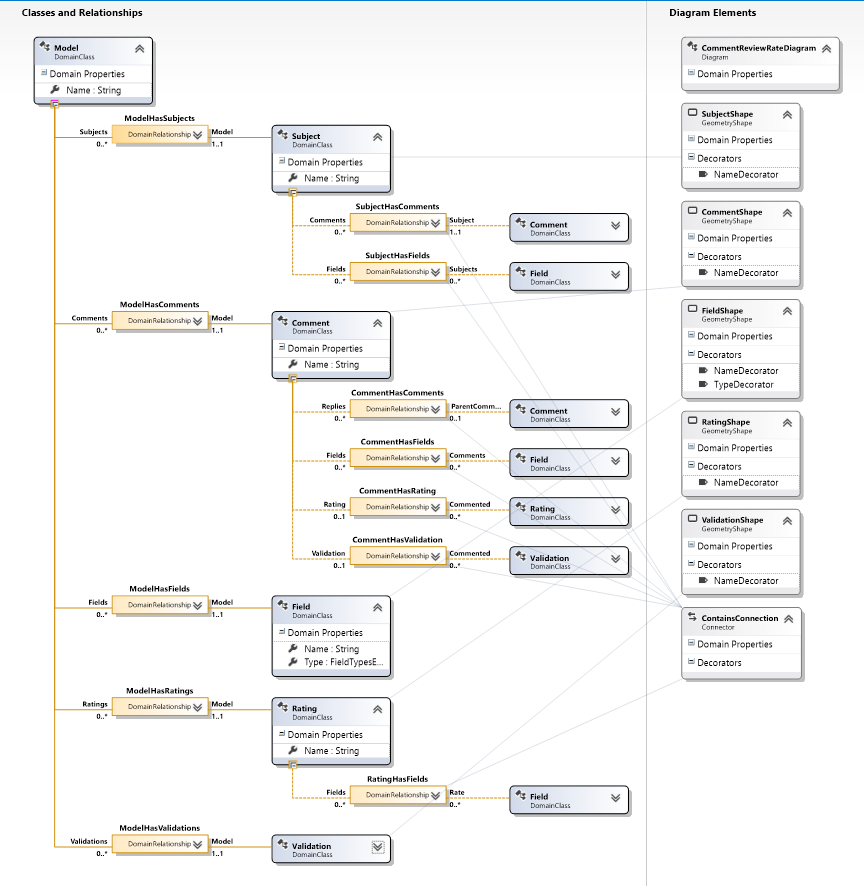 Classes and Relationships
Model
DomainClass
Domain Properties
Name : String
ModelHasSubjects
Subjects
DomainRelationship
Model
0..*
1..1
Subject
DomainClass
Domain Properties
Name : String
SubjectHasComments
Comments
DomainRelationship
Subject
0..*
1..1
Comment
DomainClass
SubjectHasFields
Fields
DomainRelationship
Subjects
0..*
0..*
Field
DomainClass
ModelHasComments
Comments
DomainRelationship
Model
0..*
1..1
Comment
DomainClass
Domain Properties
Name : String
CommentHasComments
Replies
DomainRelationship
ParentComm...
0..*
0..1
Comment
DomainClass
CommentHasFields
Fields
DomainRelationship
Comments
0..*
0..*
Field
DomainClass
CommentHasRating
Rating
DomainRelationship
Commented
0..1
0..*
Rating
DomainClass
CommentHasValidation
Validation
DomainRelationship
Commented
0..1
0..*
Validation
DomainClass
ModelHasFields
Fields
DomainRelationship
Model
0..*
1..1
Field
DomainClass
Domain Properties
Name : String
Type : FieldTypesE...
ModelHasRatings
Ratings
DomainRelationship
Model
0..*
1..1
Rating
DomainClass
Domain Properties
Name : String
RatingHasFields
Fields
DomainRelationship
Rate
0..*
0..*
Field
DomainClass
ModelHasValidations
Validations
DomainRelationship
Model
0..*
1..1
Validation
DomainClass
Diagram Elements
CommentReviewRateDiagram
Diagram
Domain Properties
SubjectShape
GeometryShape
Domain Properties
Decorators
NameDecorator
CommentShape
GeometryShape
Domain Properties
Decorators
NameDecorator
FieldShape
GeometryShape
Domain Properties
Decorators
NameDecorator
TypeDecorator
RatingShape
GeometryShape
Domain Properties
Decorators
NameDecorator
ValidationShape
GeometryShape
Domain Properties
Decorators
NameDecorator
ContainsConnection
Connector
Domain Properties
Decorators